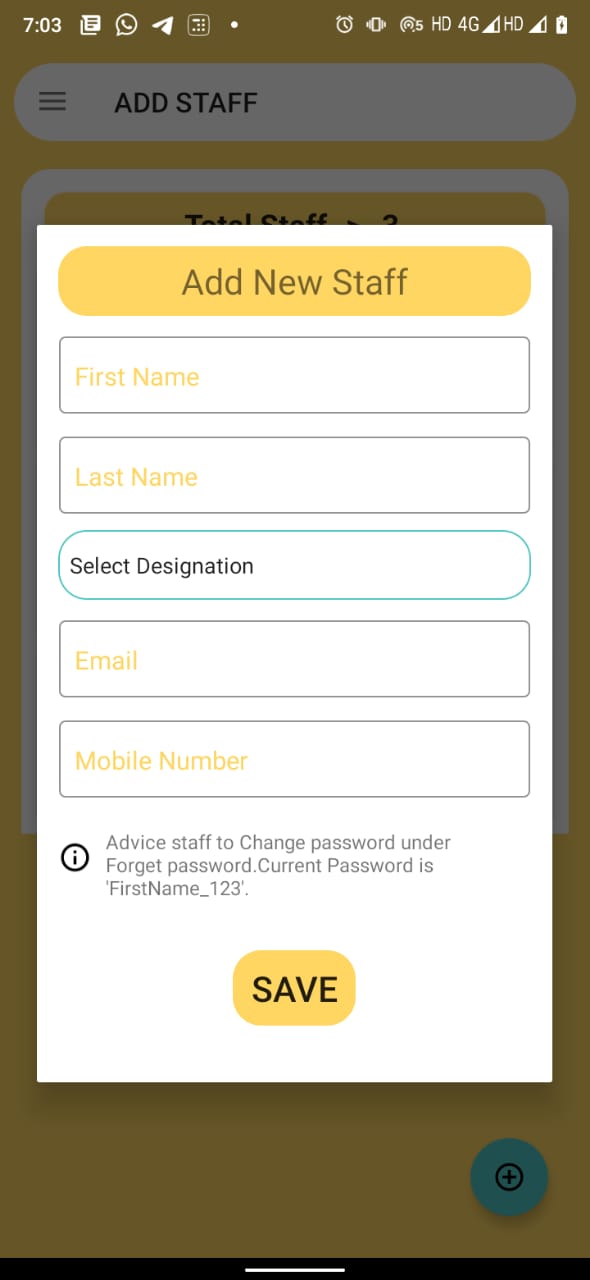 7:03
5 HD 4G HD
ADD STAFF
Total Staff -> 3
Add New Staff
First Name
Last Name
Select Designation
Email
Mobile Number
Advice staff to Change password under
Forget password.Current Password is
'FirstName_123'.
SAVE